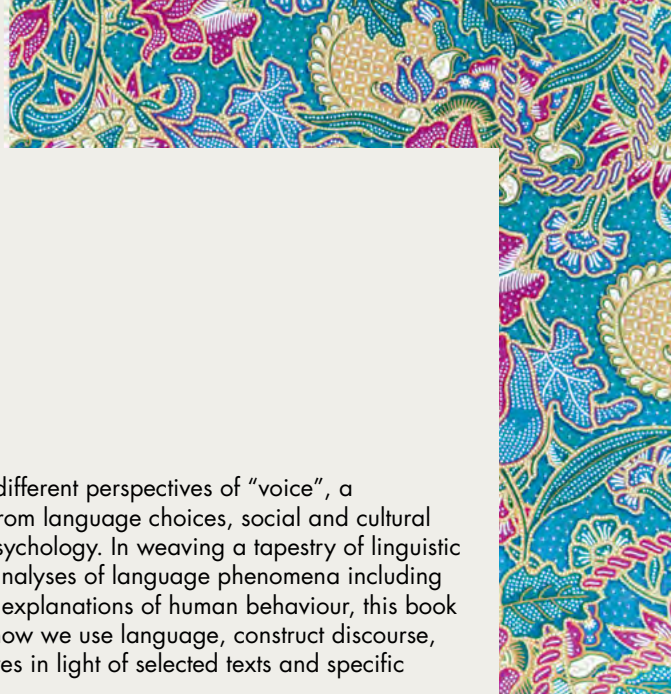 different perspectives of “voice”, a
rom language choices, social and cultural
sychology. In weaving a tapestry of linguistic
nalyses of language phenomena including
explanations of human behaviour, this book
ow we use language, construct discourse,
es in light of selected texts and specific